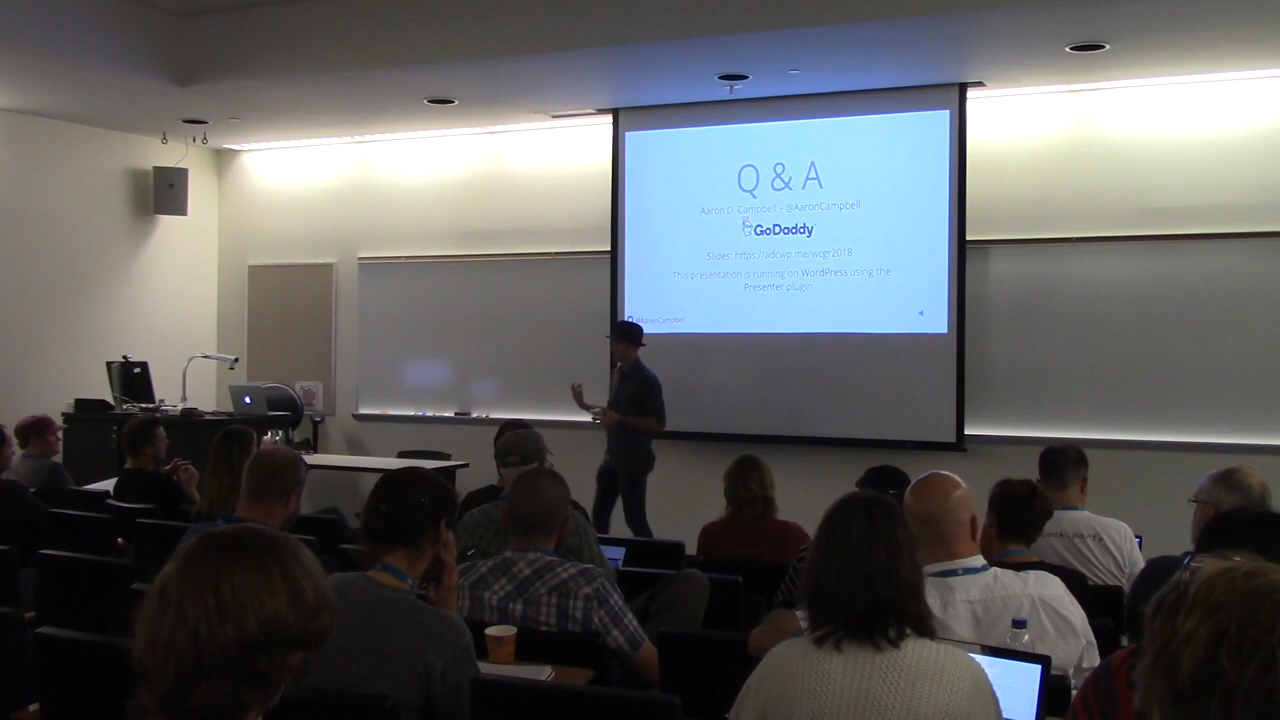 Q & A
Aaron D. Campbell – @AaronCampbell
GoDaddy
Slides: https://adcwp.me/wcgr2018
This presentation is running on WordPress using the
Presenter plugin
@AaronCampbell